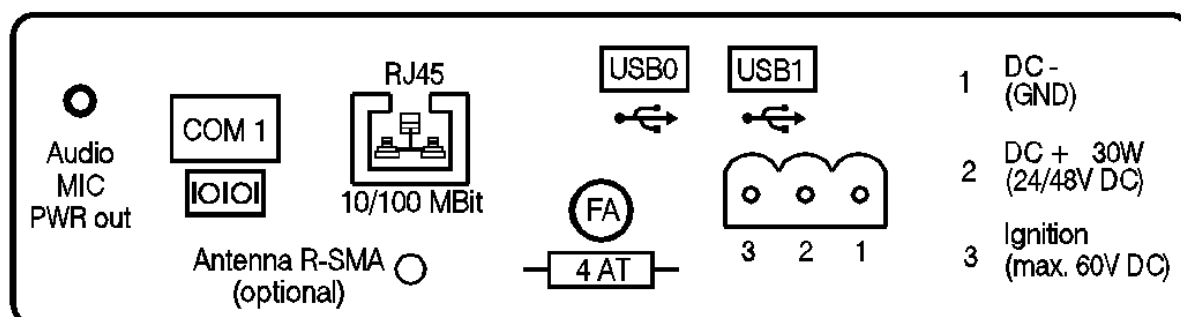 Audio
MIC
PWR out
COM 1
IOIOI
RJ45
10/100 MBit
Antenna R-SMA
(optional)
USB0
USB1
FA
4 AT
3 2 1
1 DC -
(GND)
2 DC + 30W
(24/48V DC)
3 Ignition
(max. 60V DC)